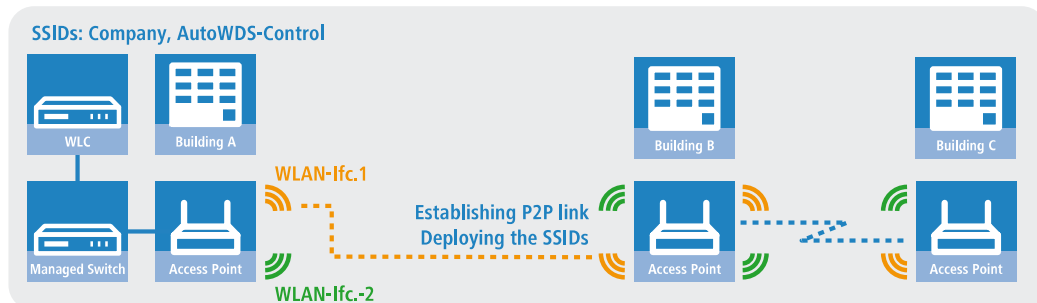 SSIDs: Company, AutoWDS-Control
WLC
Building A
Building B
Building C
WLAN-Ifc.1
Establishing P2P link
Deploying the SSIDs
Managed Switch
Access Point
Access Point
Access Point
WLAN-Ifc.-2